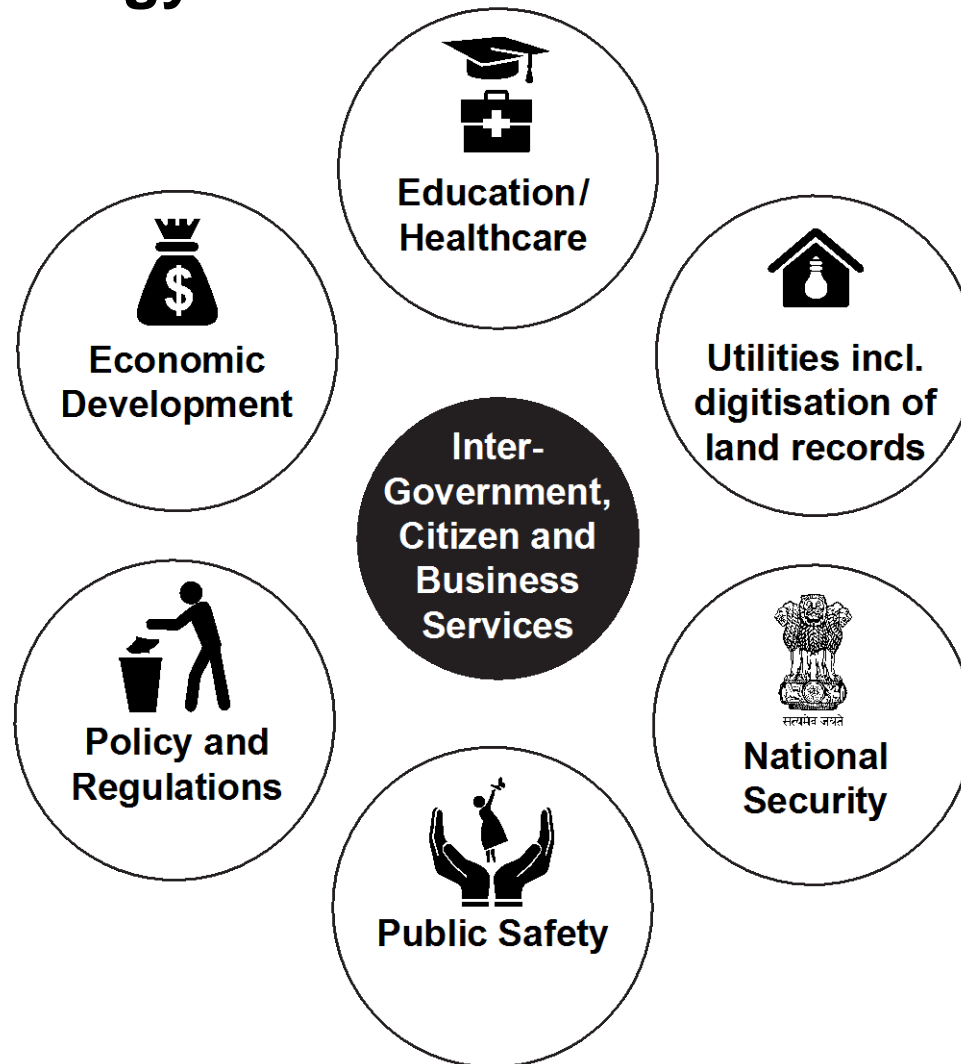 gy
Education/
Healthcare
$
Economic
Development
Utilities incl.
digitisation of
land records
Inter-
Government,
Citizen and
Business
Services
Policy and
Regulations
सत्यमेव जयते
National
Security
Public Safety